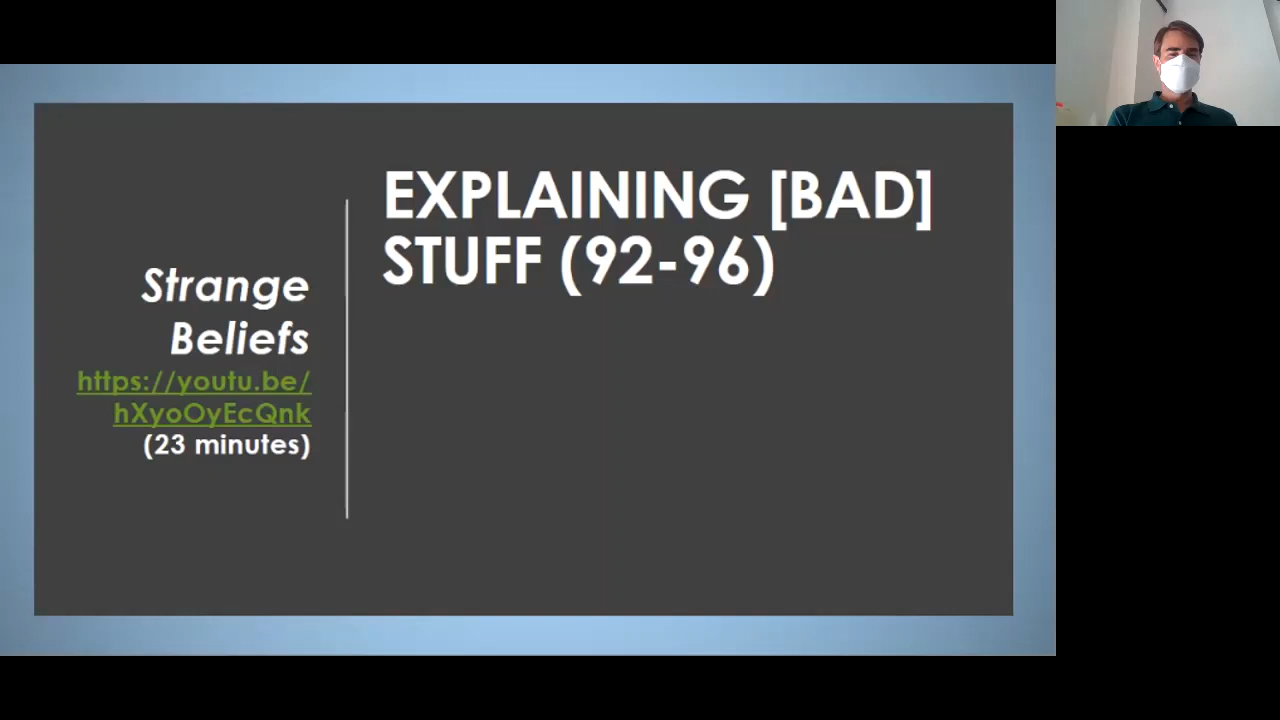 Strange
Beliefs
https://youtu.be/
hXyoOyEcQnk
(23 minutes)
EXPLAINING [BAD]
STUFF (92-96)